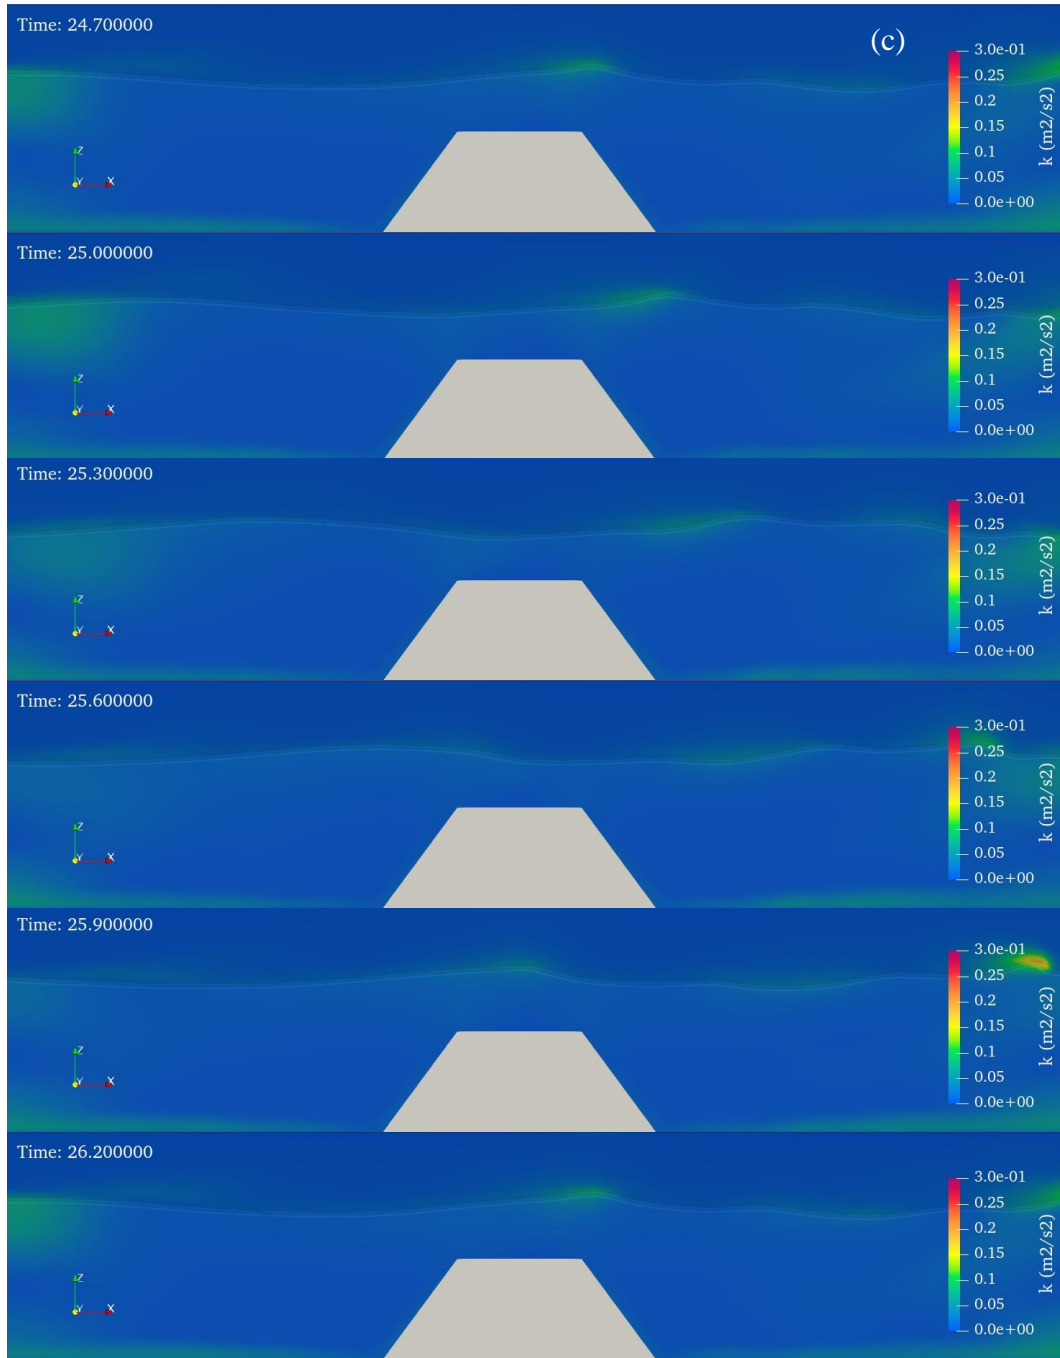 Time: 24.700000
(c)
3.0e-01
0.25
0.2
0.15
0.1
0.05
0.0e+00
k (m2/s2)
Z
Y X
Time: 25.000000
3.0e-01
0.25
0.2
0.15
0.1
0.05
0.0e+00
k (m2/s2)
Z
Y X
Time: 25.300000
3.0e-01
0.25
0.2
0.15
0.1
0.05
0.0e+00
k (m2/s2)
Z
Y X
Time: 25.600000
3.0e-01
0.25
0.2
0.15
0.1
0.05
0.0e+00
k (m2/s2)
Z
Y X
Time: 25.900000
3.0e-01
0.25
0.2
0.15
0.1
0.05
0.0e+00
k (m2/s2)
Z
Y X
Time: 26.200000
3.0e-01
0.25
0.2
0.15
0.1
0.05
0.0e+00
k (m2/s2)
Z
Y X